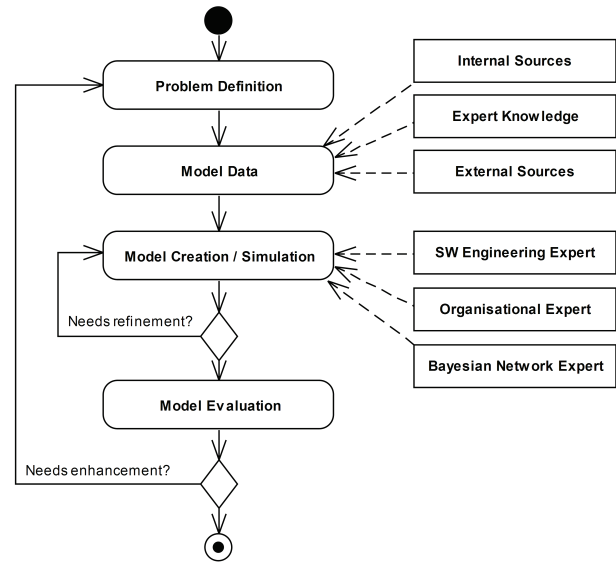 Internal Sources
Problem Definition
Expert Knowledge
Model Data
External Sources
Model Creation / Simulation
SW Engineering Expert
Organisational Expert
Needs refinement?
Bayesian Network Expert
Model Evaluation
Needs enhancement?